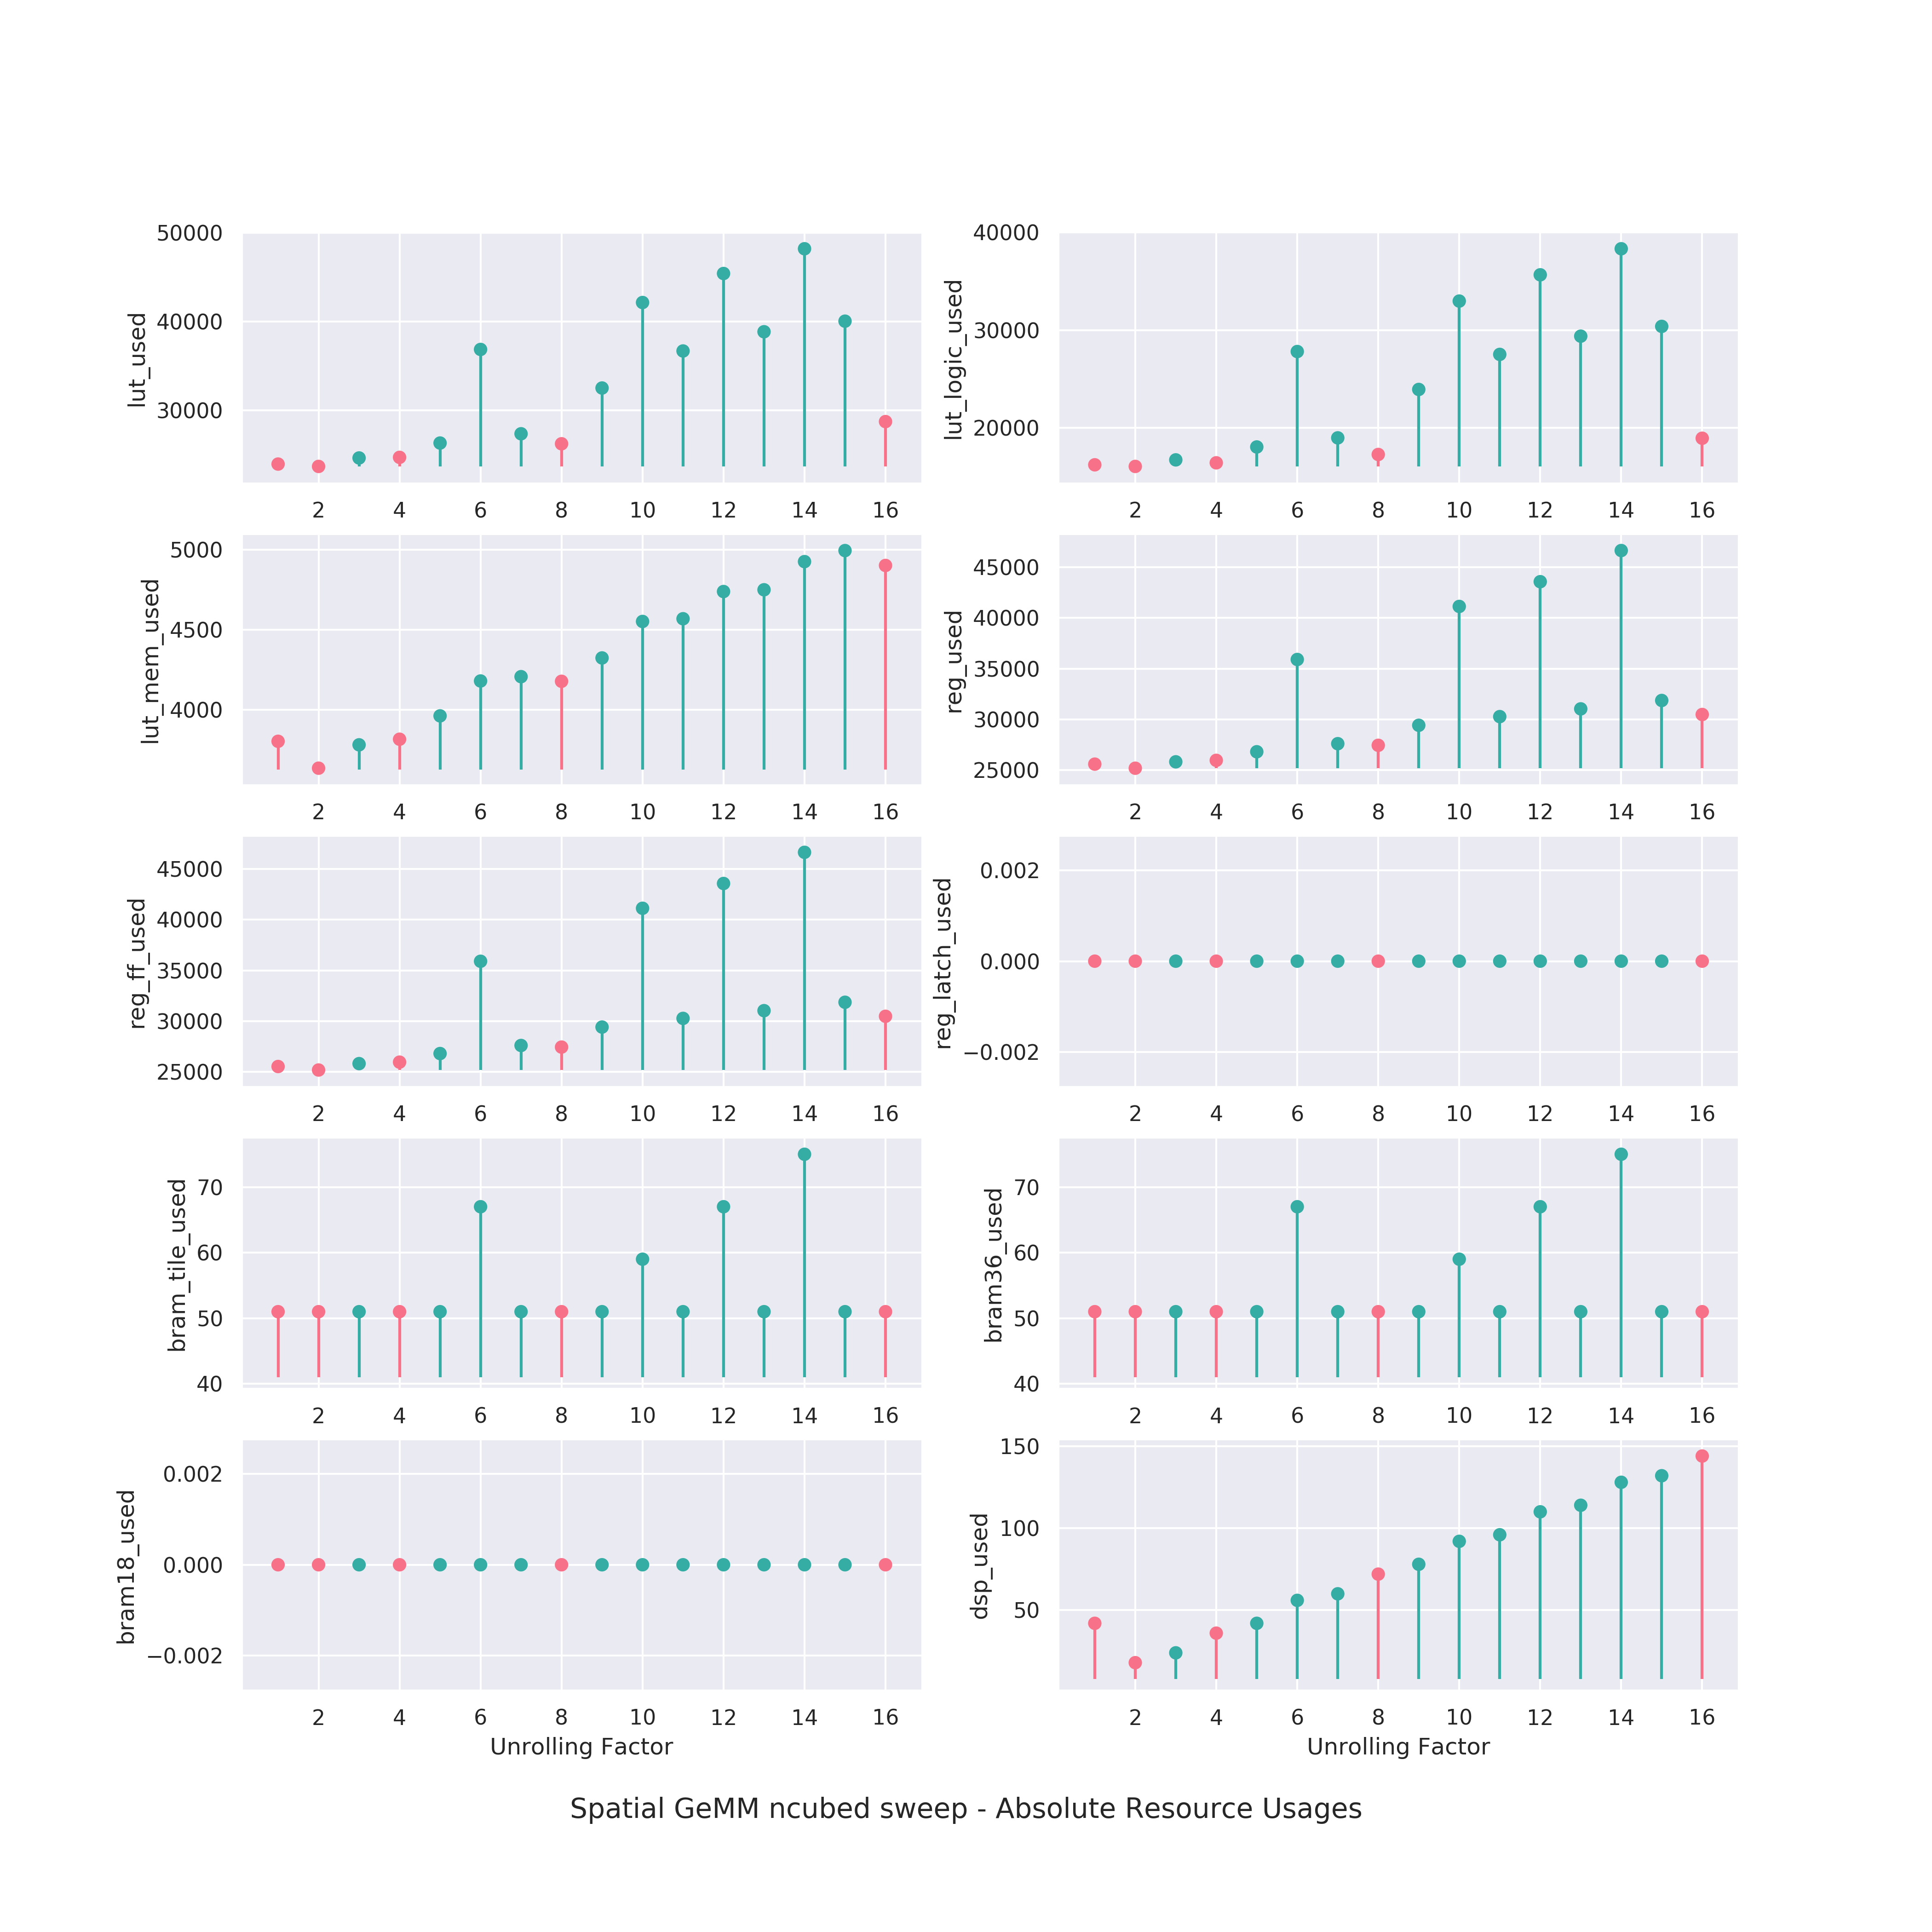 50000
40000
30000
lut_used
2 4 6 8 10 12 14 16
40000
30000
20000
lut_logic_used
2 4 6 8 10 12 14 16
5000
4500
4000
lut_mem_used
2 4 6 8 10 12 14 16
45000
40000
35000
30000
25000
reg_used
2 4 6 8 10 12 14 16
45000
40000
35000
30000
25000
reg_ff_used
2 4 6 8 10 12 14 16
0.002
0.000
−0.002
reg_latch_used
2 4 6 8 10 12 14 16
70
60
50
40
bram_tile_used
2 4 6 8 10 12 14 16
70
60
50
40
bram36_used
2 4 6 8 10 12 14 16
0.002
0.000
−0.002
bram18_used
2 4 6 8 10 12 14 16
Unrolling Factor
150
100
50
dsp_used
2 4 6 8 10 12 14 16
Unrolling Factor
Spatial GeMM ncubed sweep - Absolute Resource Usages